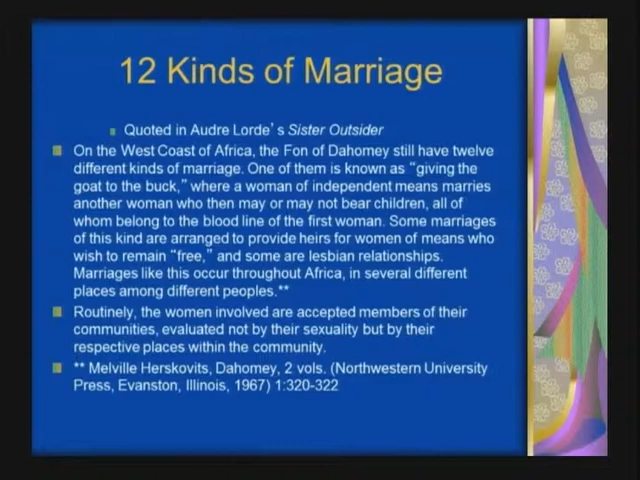 12 Kinds of Marriage
Quoted in Audre Lorde's Sister Outsider
On the West Coast of Africa, the Fon of Dahomey still have twelve
different kinds of marriage. One of them is known as “giving the
goat to the buck,” where a woman of independent means marries
another woman who then may or may not bear children, all of
whom belong to the blood line of the first woman. Some marriages
of this kind are arranged to provide heirs for women of means who
wish to remain “free,” and some are lesbian relationships.
Marriages like this occur throughout Africa, in several different
places among different peoples.**
Routinely, the women involved are accepted members of their
communities, evaluated not by their sexuality but by their
respective places within the community.
** Melville Herskovits, Dahomey, 2 vols. (Northwestern University
Press, Evanston, Illinois, 1967) 1:320-322